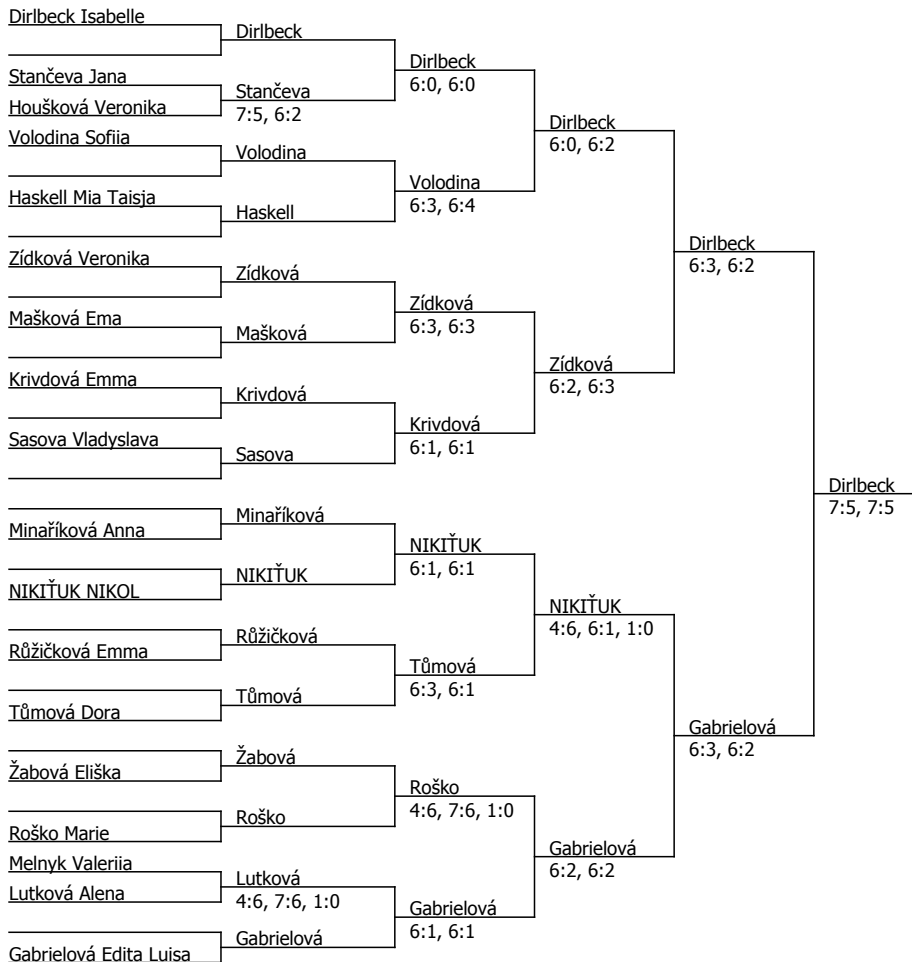 Dirlbeck Isabelle
Stančeva Jana
Houšková Veronika
Volodina Sofiia
Haskell Mia Taisja
Zídková Veronika
Mašková Ema
Krivdová Emma
Sasova Vladyslava
Minaříková Anna
NIKIŤUK NIKOL
Růžičková Emma
Tůmová Dora
Žabová Eliška
Roško Marie
Melnyk Valeriia
Lutková Alena
Gabrielová Edita Luisa
Dirlbeck
Stančeva
7:5, 6:2
Volodina
Haskell
Zídková
Mašková
Krivdová
Sasova
Minaříková
NIKIŤUK
Růžičková
Tůmová
Žabová
Roško
Lutková
4:6, 7:6, 1:0
Gabrielová
Dirlbeck
6:0, 6:0
Volodina
6:3, 6:4
Zídková
6:3, 6:3
Krivdová
6:1, 6:1
NIKIŤUK
6:1, 6:1
Tůmová
6:3, 6:1
Roško
4:6, 7:6, 1:0
Gabrielová
6:1, 6:1
Dirlbeck
6:0, 6:2
Zídková
6:2, 6:3
NIKIŤUK
4:6, 6:1, 1:0
Gabrielová
6:2, 6:2
Dirlbeck
6:3, 6:2
Gabrielová
6:3, 6:2
Dirlbeck
7:5, 7:5